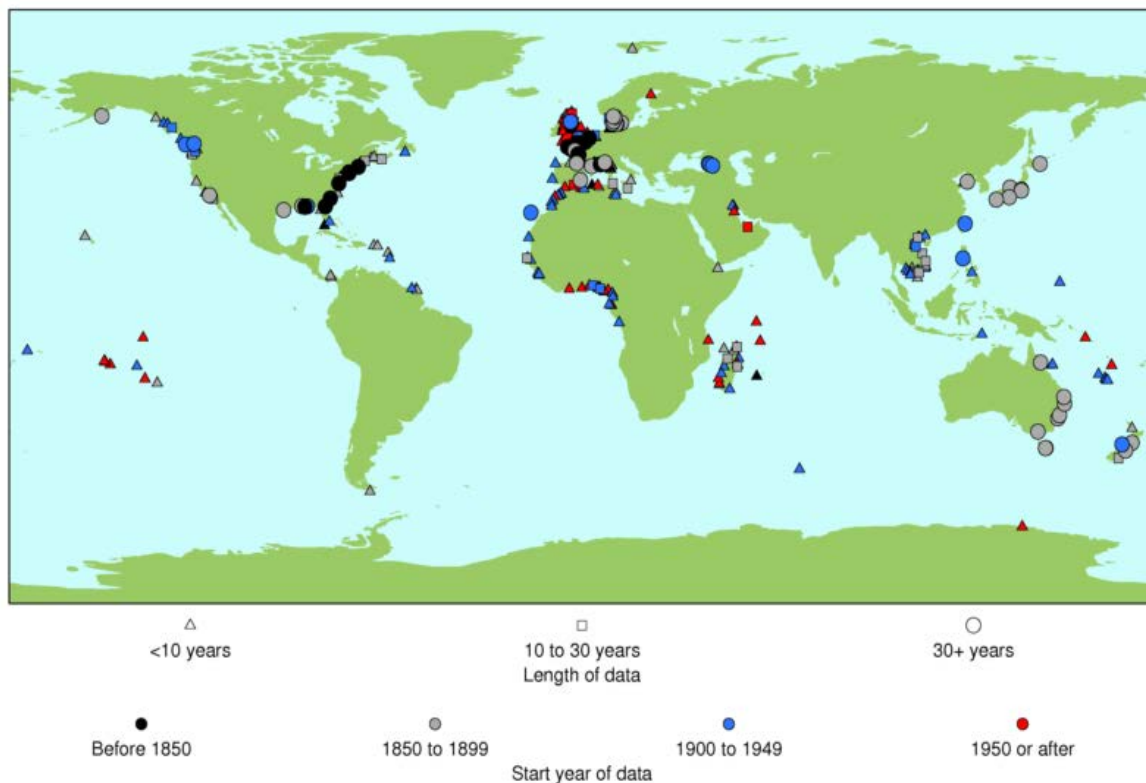 <10 years
10 to 30 years
30+ years
Length of data
Before 1850
1850 to 1899
1900 to 1949
1950 or after
Start year of data